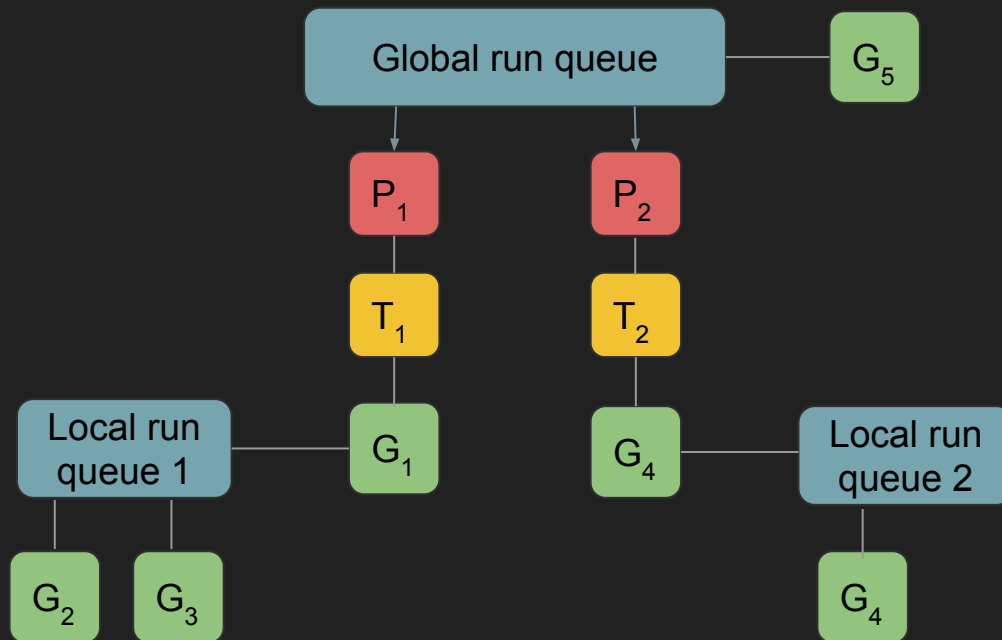 Global run queue
G5
P1
P2
T1
T2
Local run
queue 1
G1
G4
Local run
queue 2
G2
G3
G4